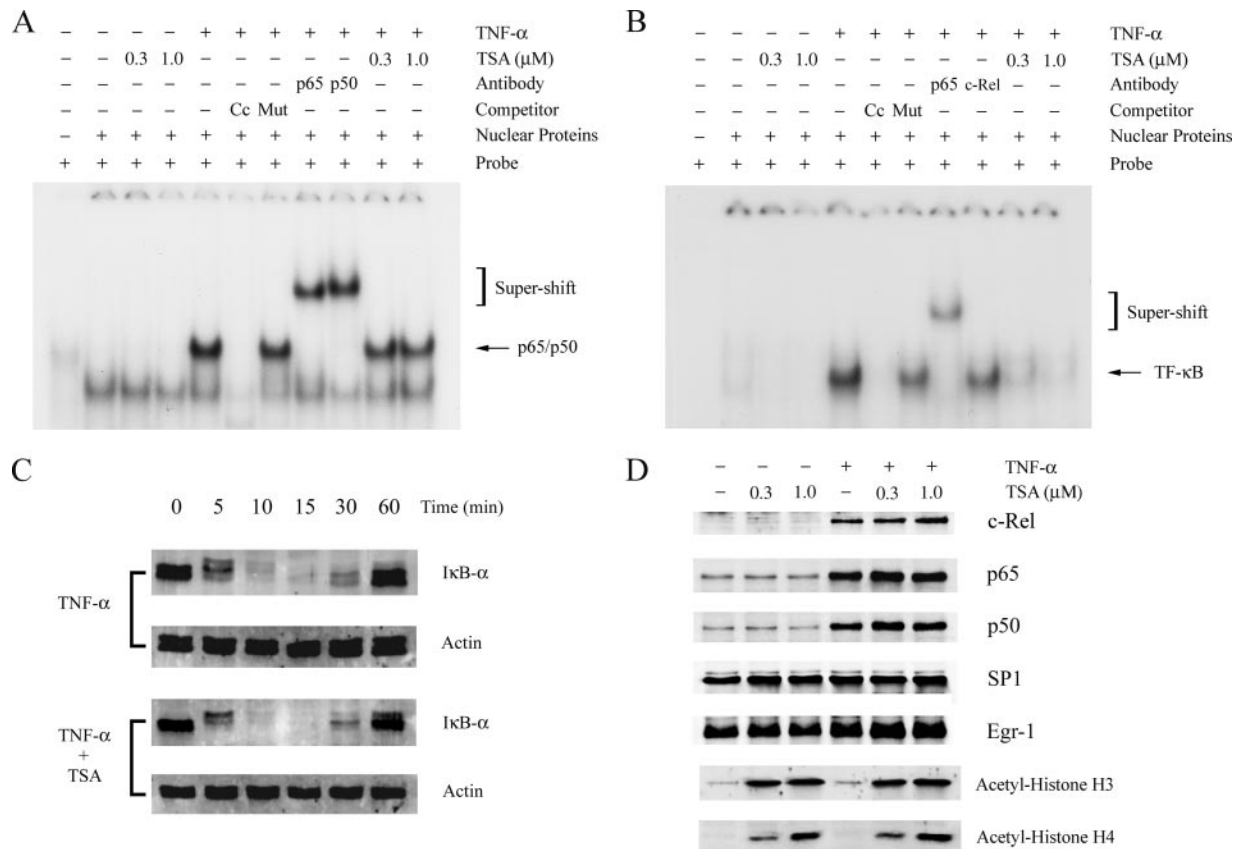 A
– – – – + + + + + + + TNF-α
0.3 1.0 – – – – – 0.3 1.0 TSA (μM)
– – – – – – – p65 p50 – – Antibody
– – – – – Cc Mut – – – – Competitor
– + + + + + + + + + + Nuclear Proteins
+ + + + + + + + + + + Probe
Super-shift
p65/p50
B
– – – – + + + + + + + TNF-α
– – 0.3 1.0 – – – – – 0.3 1.0 TSA (μM)
– – – – – – – p65 c-Rel – – Antibody
– – – – – Cc Mut – – – – Competitor
– + + + + + + + + + + Nuclear Proteins
+ + + + + + + + + + + Probe
Super-shift
TF-κB
C
0 5 10 15 30 60 Time (min)
TNF-α
IκB-α
Actin
TNF-α
+
TSA
IκB-α
Actin
D
– – – + + + TNF-α
– 0.3 1.0 – 0.3 1.0 TSA (μM)
c-Rel
p65
p50
SP1
Egr-1
Acetyl-Histone H3
Acetyl-Histone H4